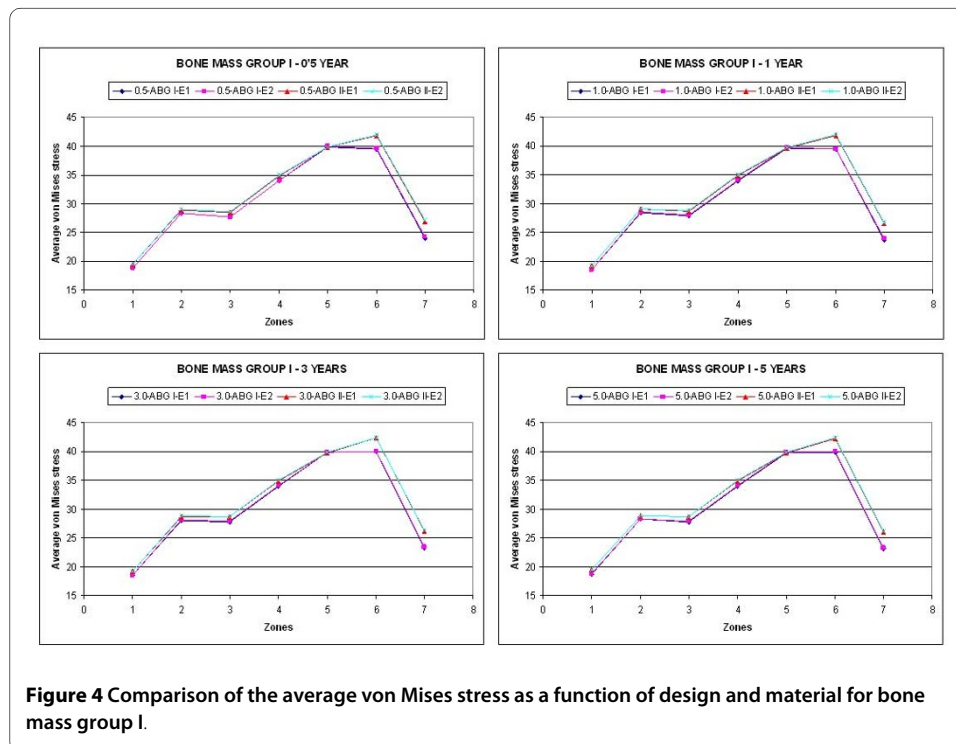 BONE MASS GROUP I - 0'5 YEAR
0.5-ABG I-E1 0.5-ABG I-E2 0.5-ABG II-E1 0.5-ABG II-E2
Average von Mises stress
45
40
35
30
25
20
15
0 1 2 3 4 5 6 7 8
Zones
BONE MASS GROUP I - 1 YEAR
1.0-ABG I-E1 1.0-ABG I-E2 1.0-ABG II-E1 1.0-ABG II-E2
Average von Mises stress
45
40
35
30
25
20
15
0 1 2 3 4 5 6 7 8
Zones
BONE MASS GROUP I - 3 YEARS
3.0-ABG I-E1 3.0-ABG I-E2 3.0-ABG II-E1 3.0-ABG II-E2
Average von Mises stress
45
40
35
30
25
20
15
0 1 2 3 4 5 6 7 8
Zones
BONE MASS GROUP I - 5 YEARS
5.0-ABG I-E1 5.0-ABG I-E2 5.0-ABG II-E1 5.0-ABG II-E2
Average von Mises stress
45
40
35
30
25
20
15
0 1 2 3 4 5 6 7 8
Zones
Figure 4 Comparison of the average von Mises stress as a function of design and material for bone
mass group I.